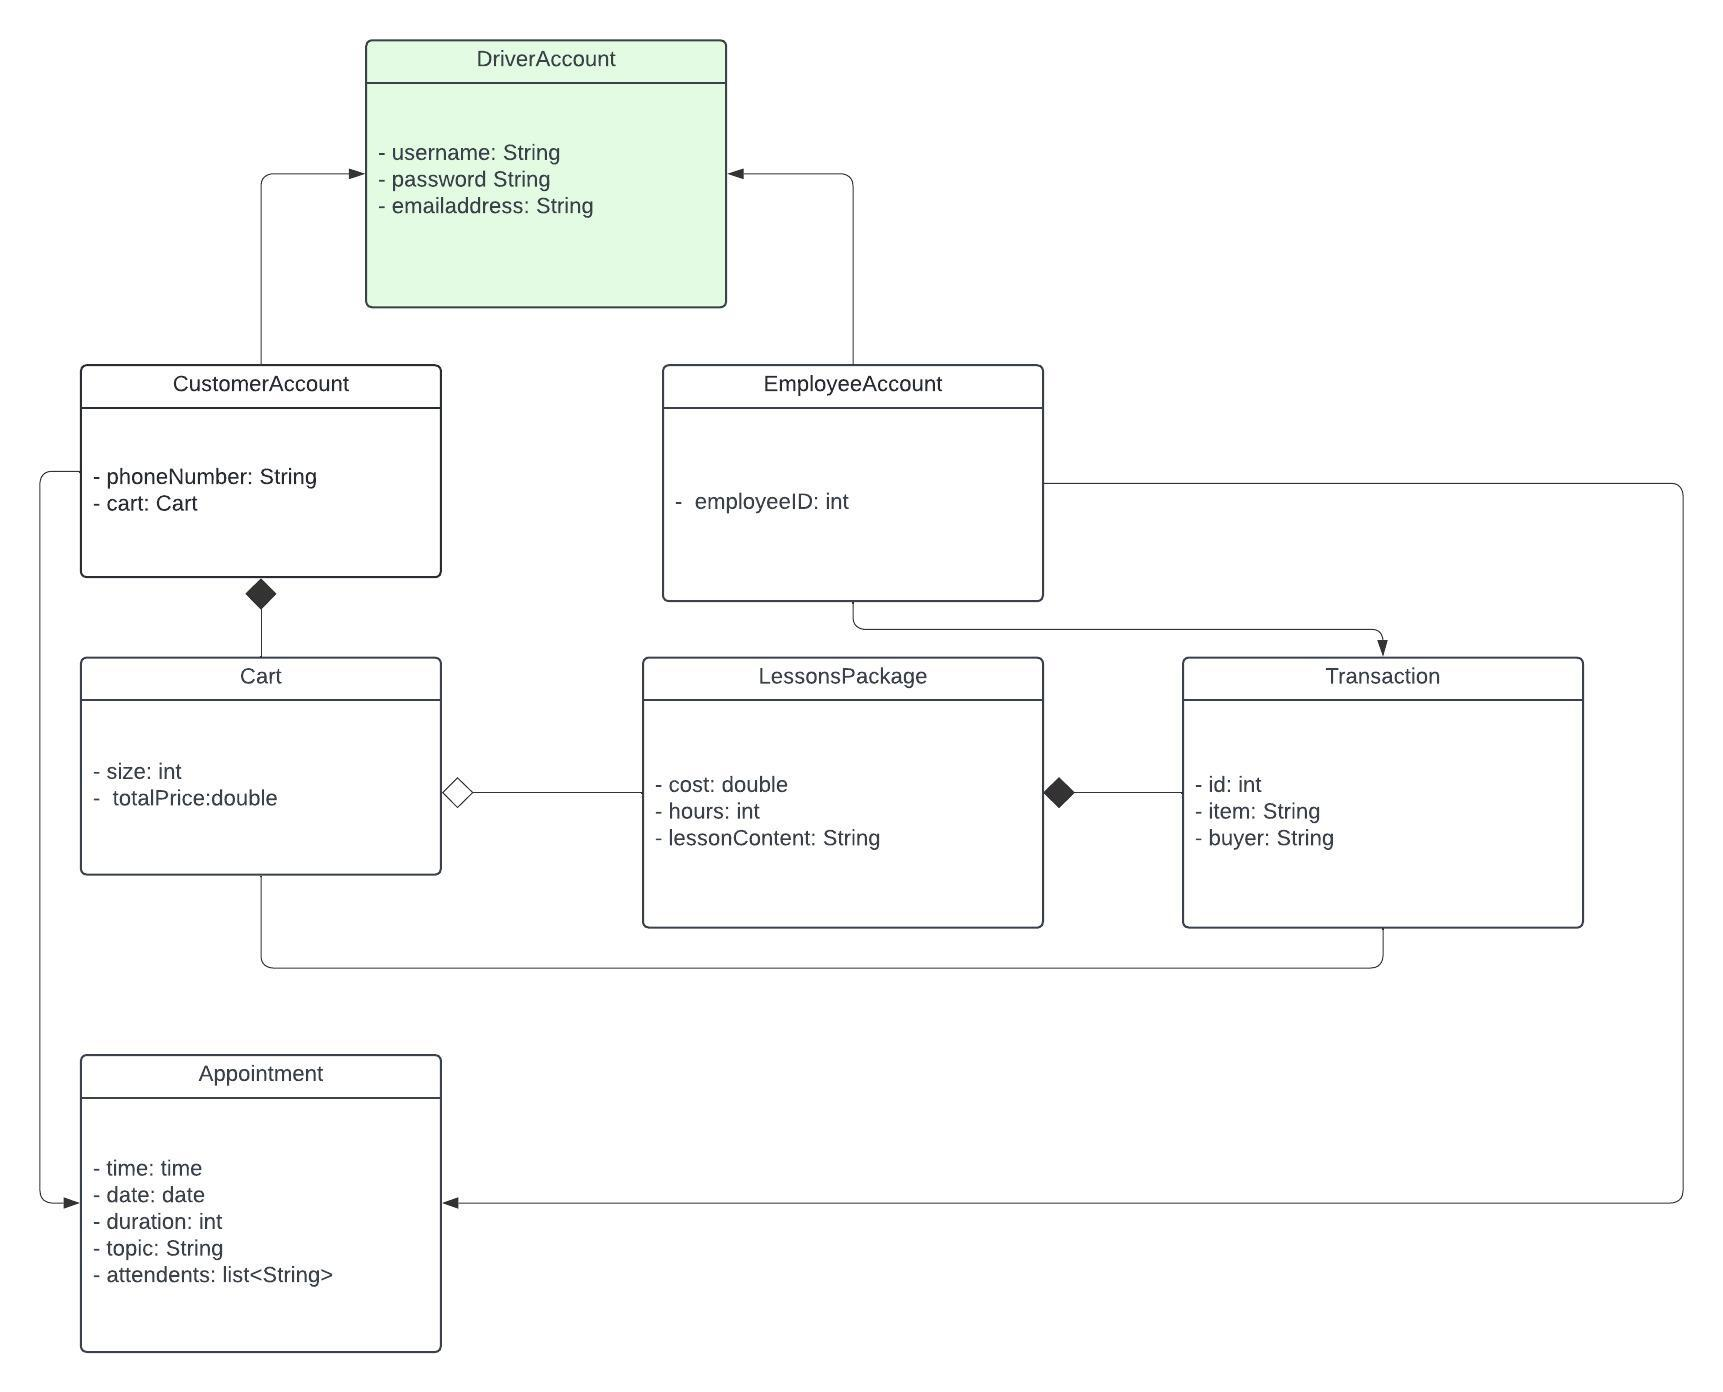 DriverAccount
- username: String
- password String
- emailaddress: String
CustomerAccount
- phoneNumber: String
- cart: Cart
EmployeeAccount
-  employeeID: int
Cart
- size: int
-  totalPrice:double
LessonsPackage
- cost: double
- hours: int
- lessonContent: String
Transaction
- id: int
- item: String
- buyer: String
Appointment
- time: time
- date: date
- duration: int
- topic: String
- attendents: list<String>